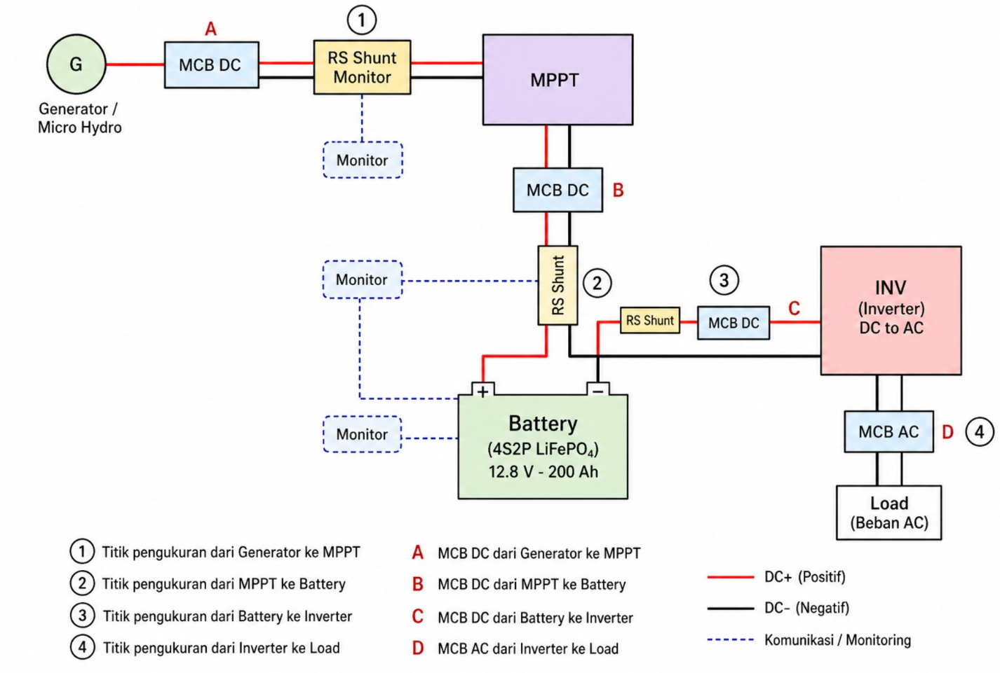 A
1
G
MCB DC
RS Shunt
Monitor
MPPT
Generator /
Micro Hydro
Monitor
MCB DC
B
Monitor
RS Shunt
2
3
RS Shunt
MCB DC
C
INV
(Inverter)
DC to AC
+
−
Battery
(4S2P LiFePO₄)
12.8 V - 200 Ah
Monitor
MCB AC
D
4
Load
(Beban AC)
1 Titik pengukuran dari Generator ke MPPT
2 Titik pengukuran dari MPPT ke Battery
3 Titik pengukuran dari Battery ke Inverter
4 Titik pengukuran dari Inverter ke Load
A MCB DC dari Generator ke MPPT
B MCB DC dari MPPT ke Battery
C MCB DC dari Battery ke Inverter
D MCB AC dari Inverter ke Load
DC+ (Positif)
DC- (Negatif)
Komunikasi / Monitoring